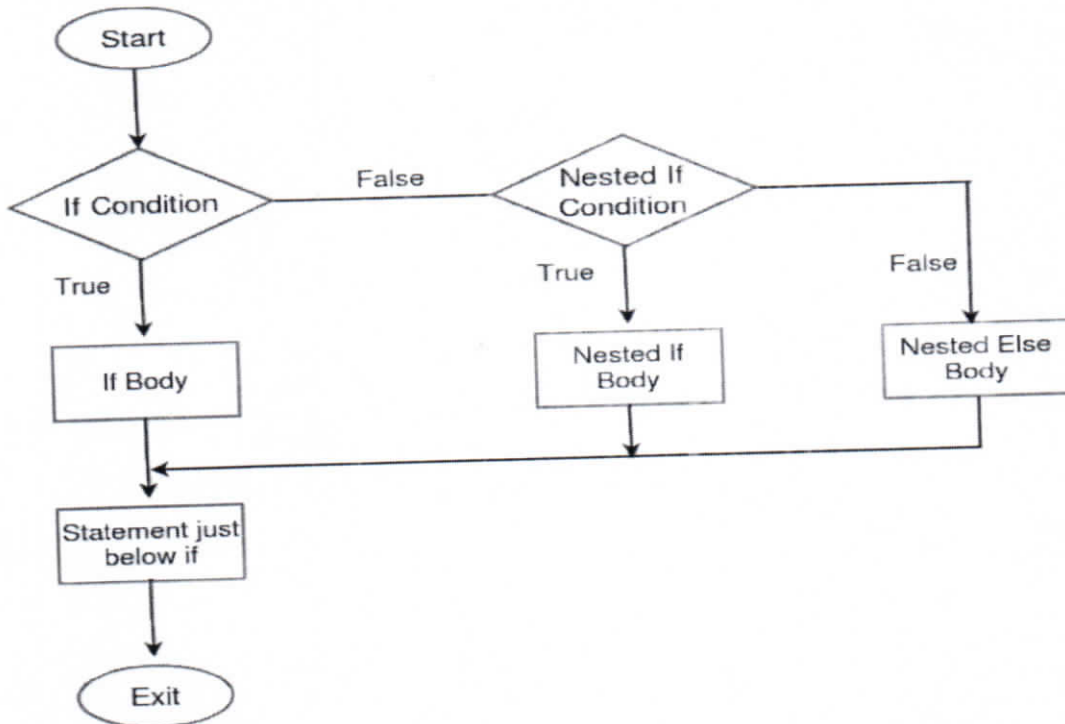 Start
If Condition
False
Nested If
Condition
True
True
False
If Body
Nested If
Body
Nested Else
Body
Statement just
below if
Exit